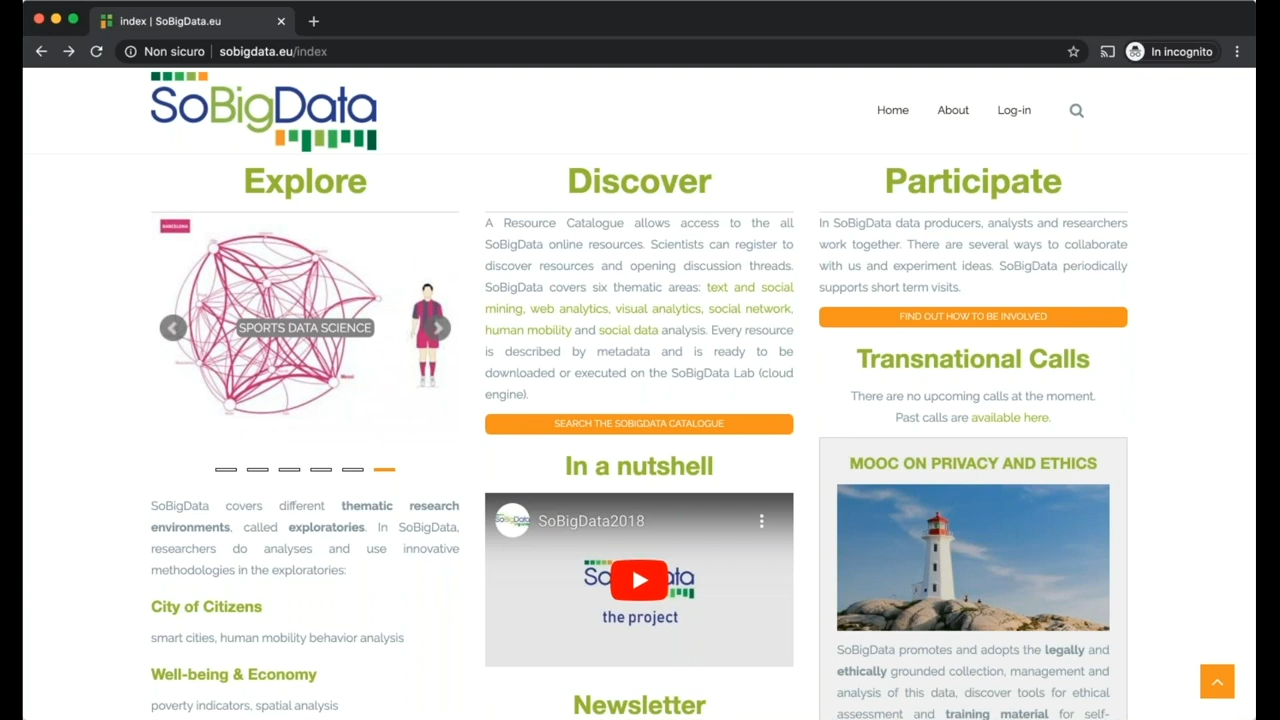 index | SoBigData.eu
Non sicuro
sobigdata.eu/index
In incognito
SoBigData
Home
About
Log-in
Explore
BARCELONA
SPORTS DATA SCIENCE
SoBigData covers different thematic research
environments, called exploratories. In SoBigData,
researchers do analyses and use innovative
methodologies in the exploratories:
City of Citizens
smart cities, human mobility behavior analysis
Well-being & Economy
poverty indicators, spatial analysis
Discover
A Resource Catalogue allows access to the all
SoBigData online resources. Scientists can register to
discover resources and opening discussion threads.
SoBigData covers six thematic areas: text and social
mining, web analytics, visual analytics, social network,
human mobility and social data analysis. Every resource
is described by metadata and is ready to be
downloaded or executed on the SoBigData Lab (cloud
engine).
SEARCH THE SOBIGDATA CATALOGUE
In a nutshell
SoBigData
SoBigData2018
the project
Newsletter
Participate
In SoBigData data producers, analysts and researchers
work together. There are several ways to collaborate
with us and experiment ideas. SoBigData periodically
supports short term visits.
FIND OUT HOW TO BE INVOLVED
Transnational Calls
There are no upcoming calls at the moment.
Past calls are available here.
MOOC ON PRIVACY AND ETHICS
SoBigData promotes and adopts the legally and
ethically grounded collection, management and
analysis of this data, discover tools for ethical
assessment and training material for self-